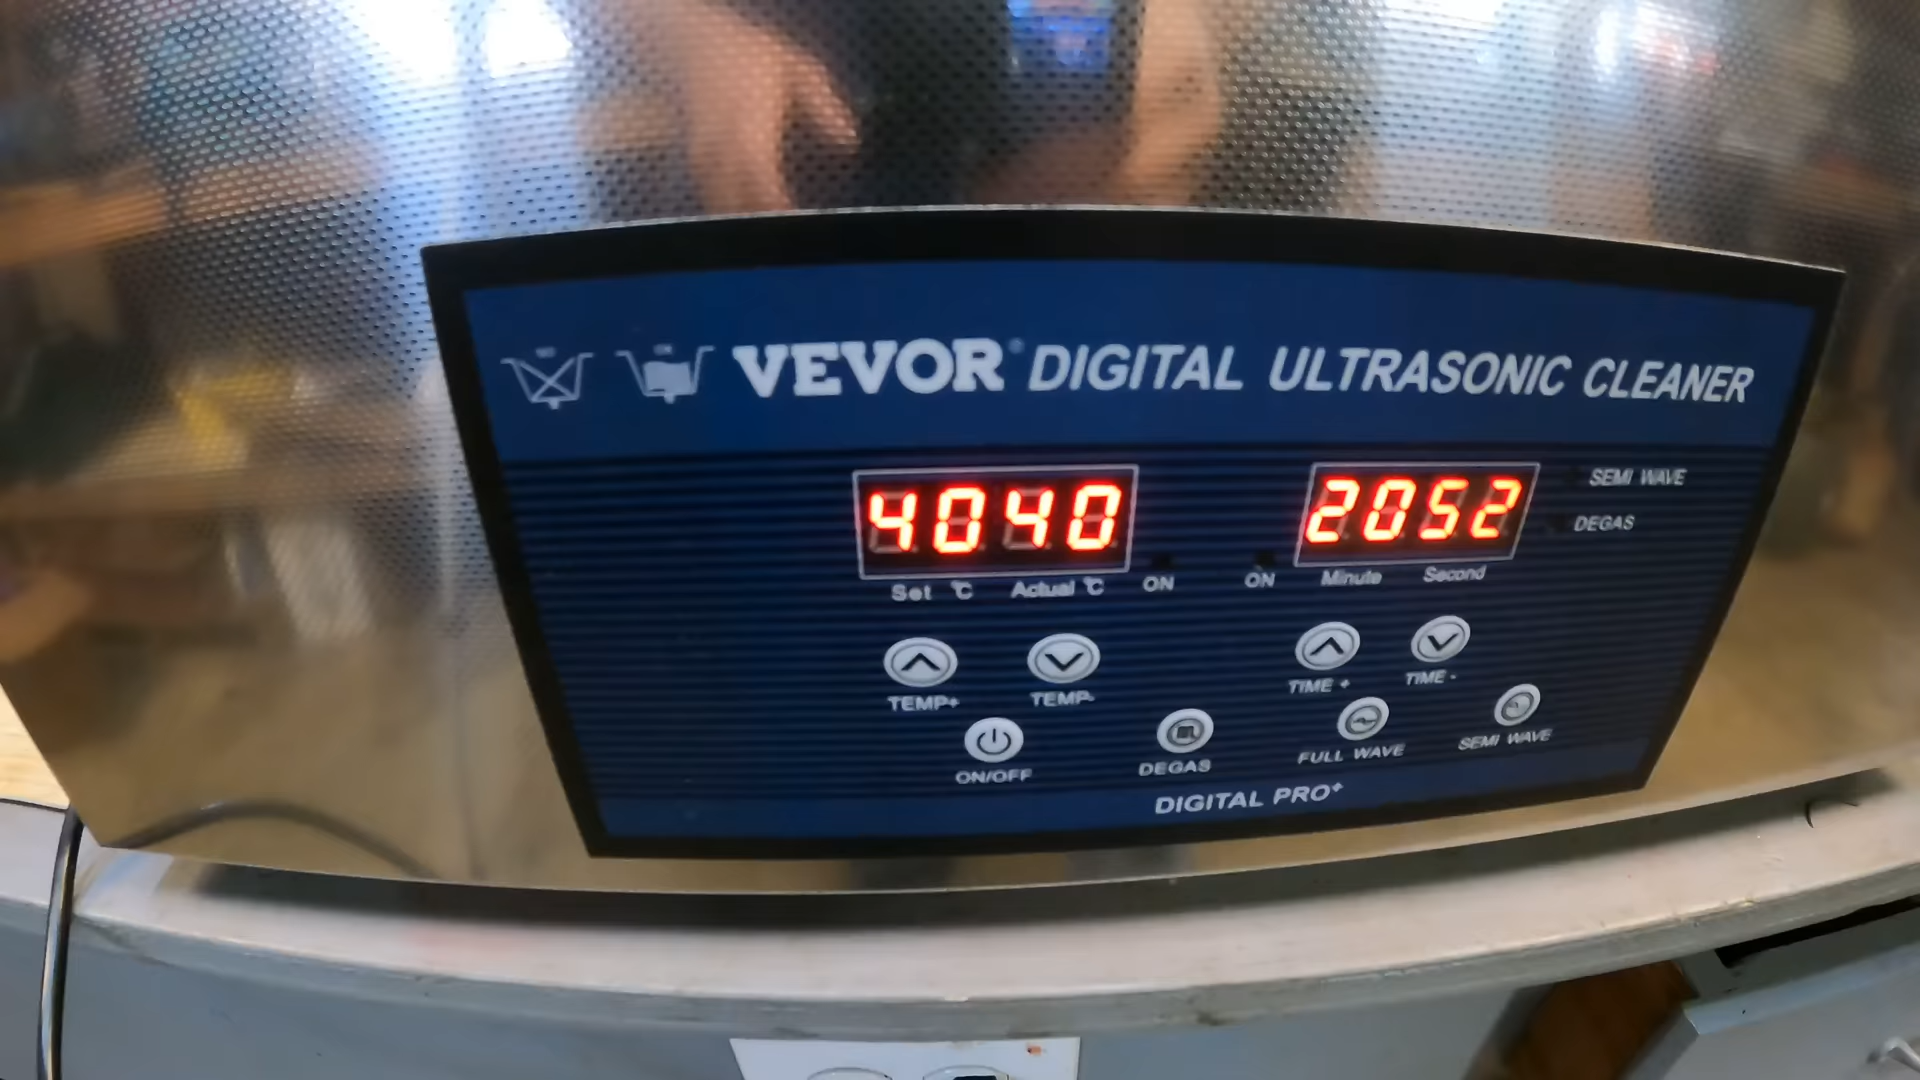 VEVOR® DIGITAL ULTRASONIC CLEANER
4040
2052
SEMI WAVE
DEGAS
Set °C Actual °C ON
ON Minute Second
TEMP+ TEMP-
TIME + TIME -
ON/OFF DEGAS FULL WAVE SEMI WAVE
DIGITAL PRO+